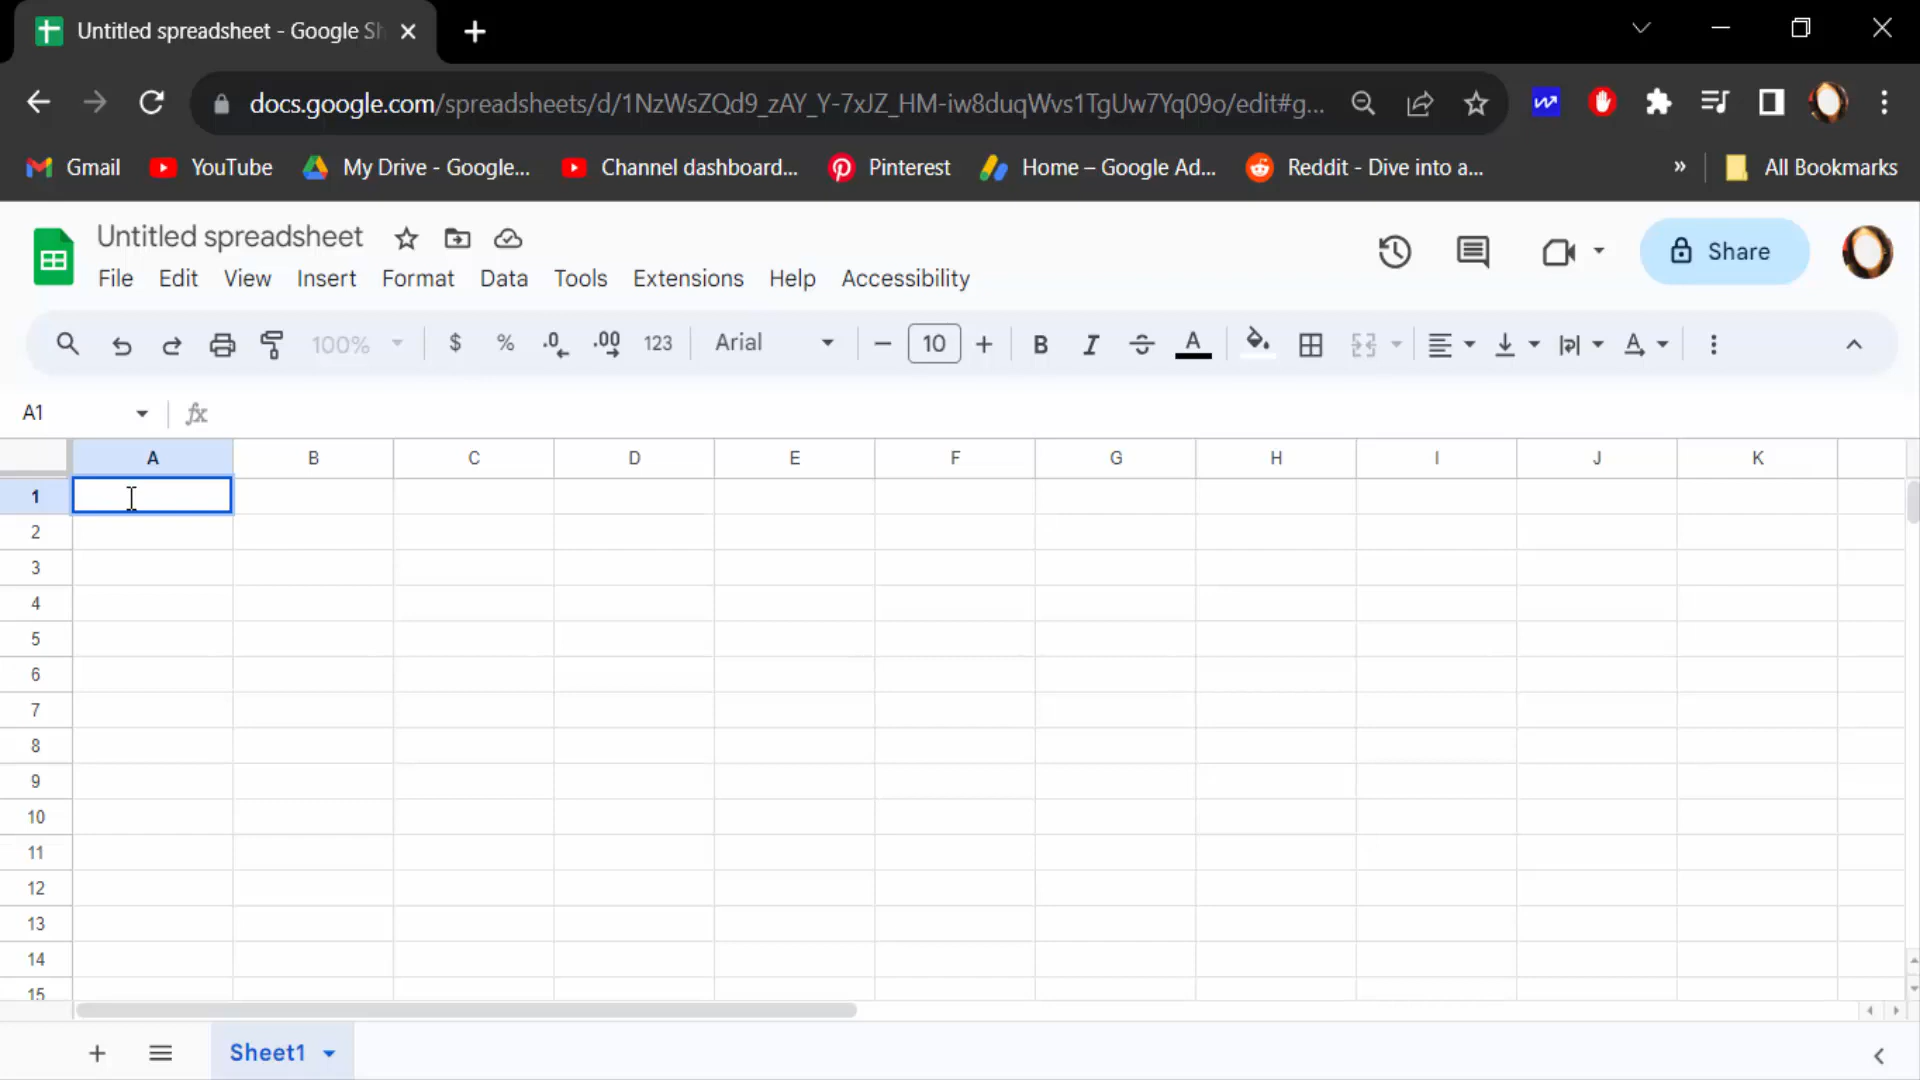 Untitled spreadsheet - Google Sh
docs.google.com/spreadsheets/d/1NzWsZQd9_zAY_Y-7xJZ_HM-iw8duqWvs1TgUw7Yq09o/edit#g...
Gmail YouTube My Drive - Google... Channel dashboard... Pinterest Home – Google Ad... Reddit - Dive into a... » All Bookmarks
Untitled spreadsheet
Share
File Edit View Insert Format Data Tools Extensions Help Accessibility
100% $ % .0 .00 123 Arial 10 B I S A A
A1 fx
A B C D E F G H I J K
1
2
3
4
5
6
7
8
9
10
11
12
13
14
15
Sheet1